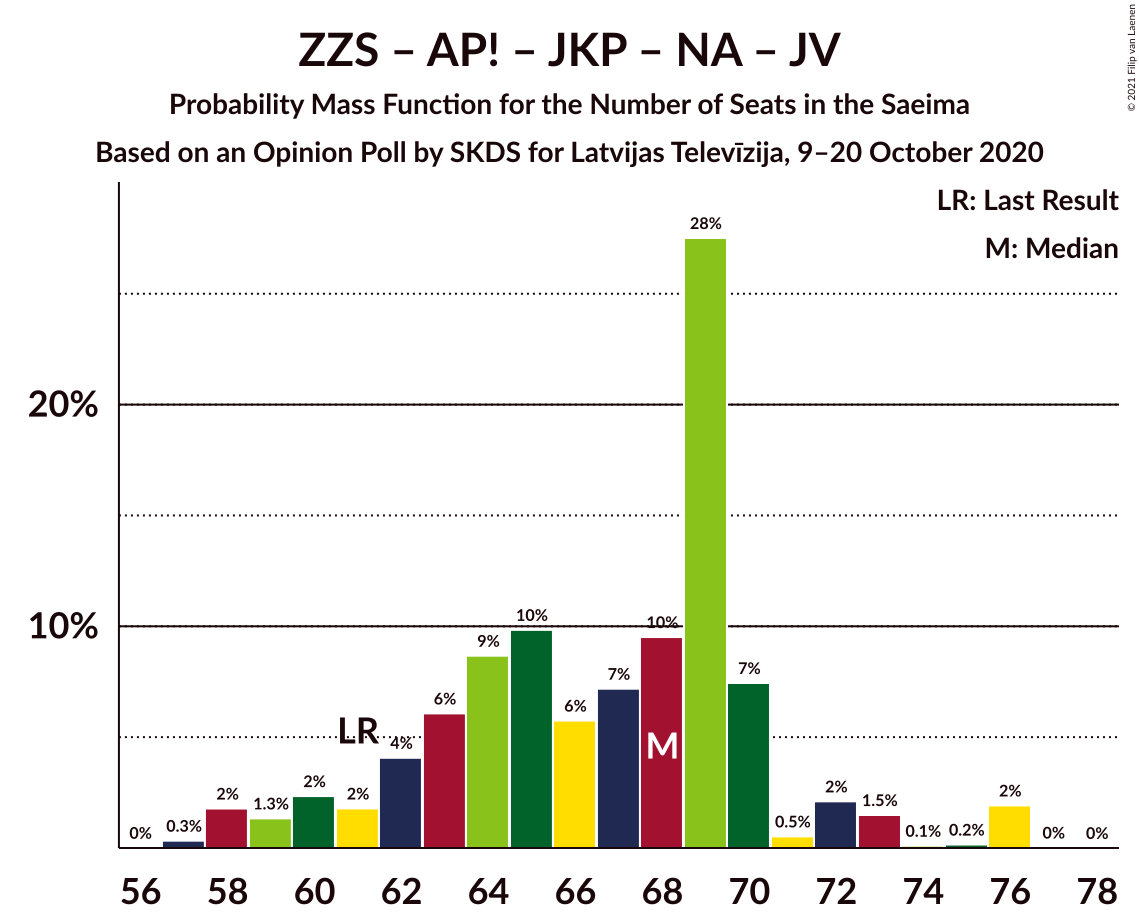 ZZS – AP! – JKP – NA – JV
Probability Mass Function for the Number of Seats in the Saeima
Based on an Opinion Poll by SKDS for Latvijas Televīzija, 9–20 October 2020
© 2021 Filip van Laenen
LR: Last Result
M: Median
20%
10%
0%
0.3%
2%
1.3%
2%
2%
4%
6%
9%
10%
6%
7%
10%
28%
7%
0.5%
2%
1.5%
0.1%
0.2%
2%
0%
0%
LR
M
56 58 60 62 64 66 68 70 72 74 76 78